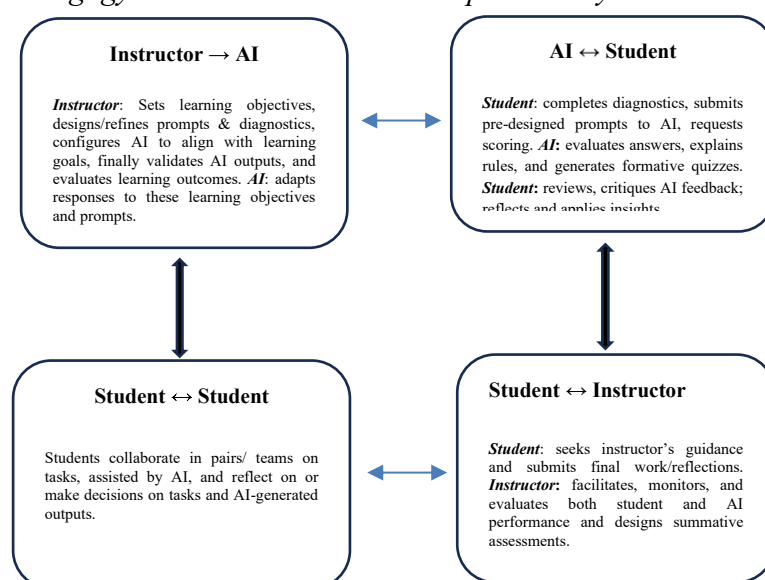 Instructor → AI
Instructor: Sets learning objectives,
designs/refines prompts & diagnostics,
configures AI to align with learning
goals, finally validates AI outputs, and
evaluates learning outcomes. AI: adapts
responses to these learning objectives
and prompts.
AI ↔ Student
Student: completes diagnostics, submits
pre-designed prompts to AI, requests
scoring. AI: evaluates answers, explains
rules, and generates formative quizzes.
Student: reviews, critiques AI feedback;
reflects and applies insights
Student ↔ Student
Students collaborate in pairs/ teams on
tasks, assisted by AI, and reflect on or
make decisions on tasks and AI-generated
outputs.
Student ↔ Instructor
Student: seeks instructor’s guidance
and submits final work/reflections.
Instructor: facilitates, monitors, and
evaluates both student and AI
performance and designs summative
assessments.